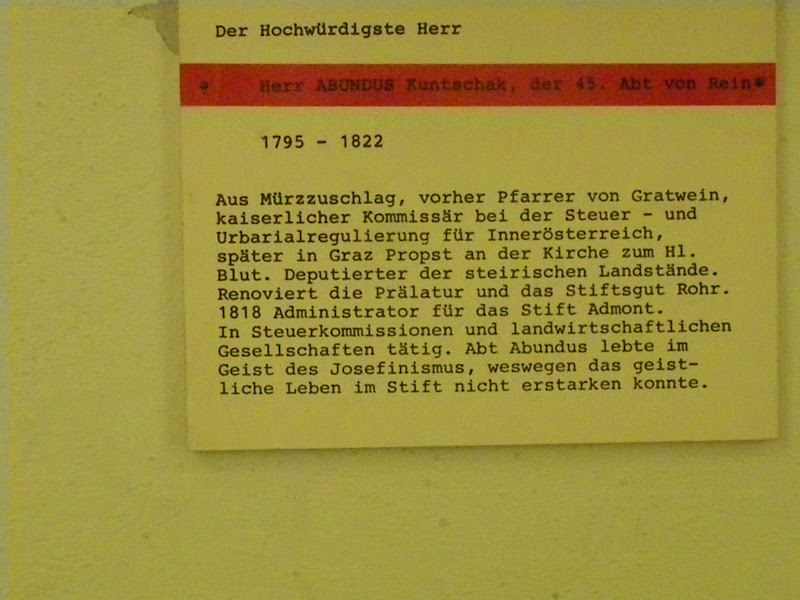 Der Hochwürdigste Herr
* Herr ABUNDUS Kuntschak, der 45. Abt von Rein*
1795 - 1822
Aus Mürzzuschlag, vorher Pfarrer von Gratwein,
kaiserlicher Kommissär bei der Steuer - und
Urbarialregulierung für Innerösterreich,
später in Graz Propst an der Kirche zum Hl.
Blut. Deputierter der steirischen Landstände.
Renoviert die Prälatur und das Stiftsgut Rohr.
1818 Administrator für das Stift Admont.
In Steuerkommissionen und landwirtschaftlichen
Gesellschaften tätig. Abt Abundus lebte im
Geist des Josefinismus, weswegen das geist-
liche Leben im Stift nicht erstarken konnte.